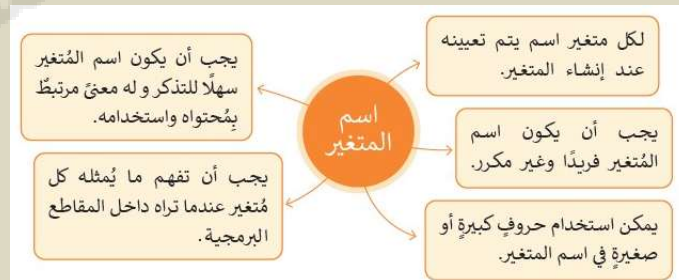 لكل متغير اسم يتم تعيينه
عند إنشاء المتغير.
يجب أن يكون اسم
المُتغير فريدًا وغير مكرر.
يمكن استخدام حروفٍ كبيرةٍ أو
صغيرةٍ في اسم المتغير.
اسم
المتغير
يجب أن يكون اسم المُتغير
سهلًا للتذكر و له معنىً مرتبطٌ
بِمُحتواه واستخدامه.
يجب أن تفهم ما يُمثله كل
مُتغير عندما تراه داخل المقاطع
البرمجية.